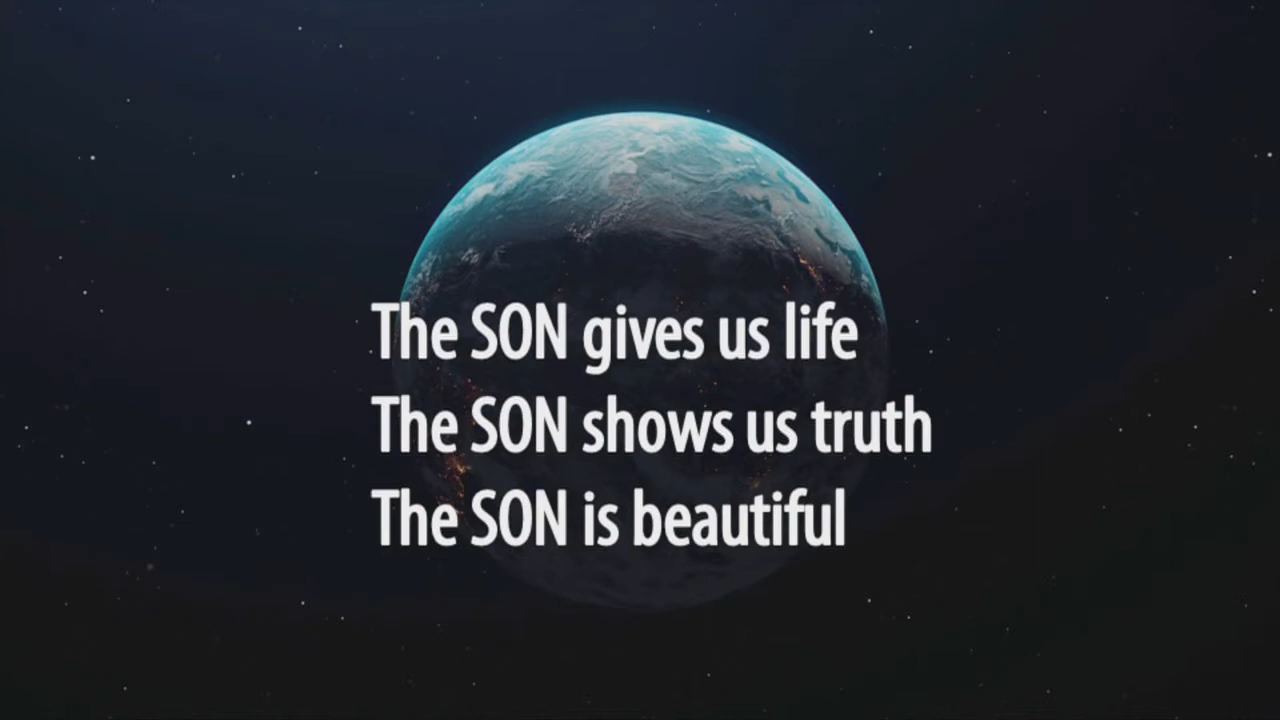 The SON gives us life
The SON shows us truth
The SON is beautiful